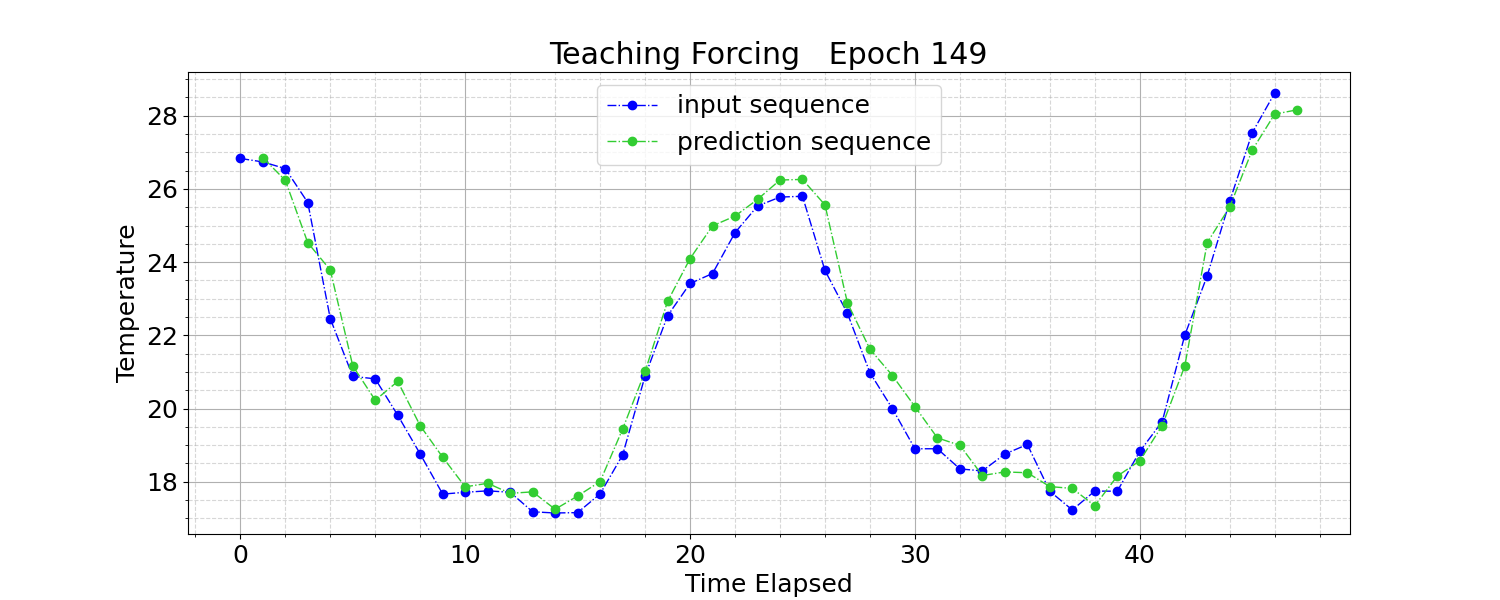 Teaching Forcing   Epoch 149
input sequence
prediction sequence
Temperature
28
26
24
22
20
18
0 10 20 30 40
Time Elapsed